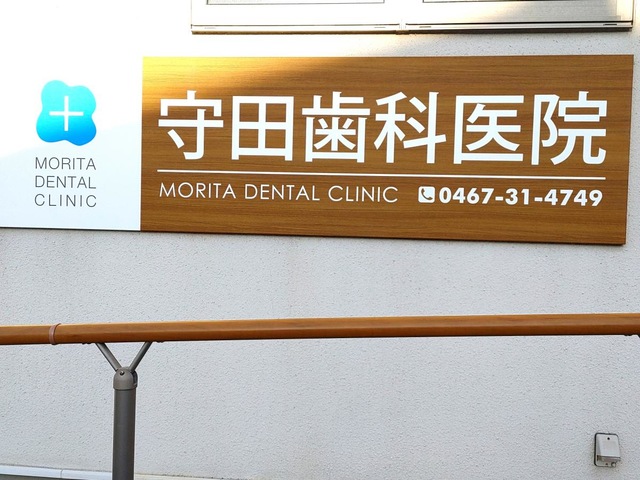 MORITA
DENTAL
CLINIC
守田歯科医院
MORITA DENTAL CLINIC 0467-31-4749